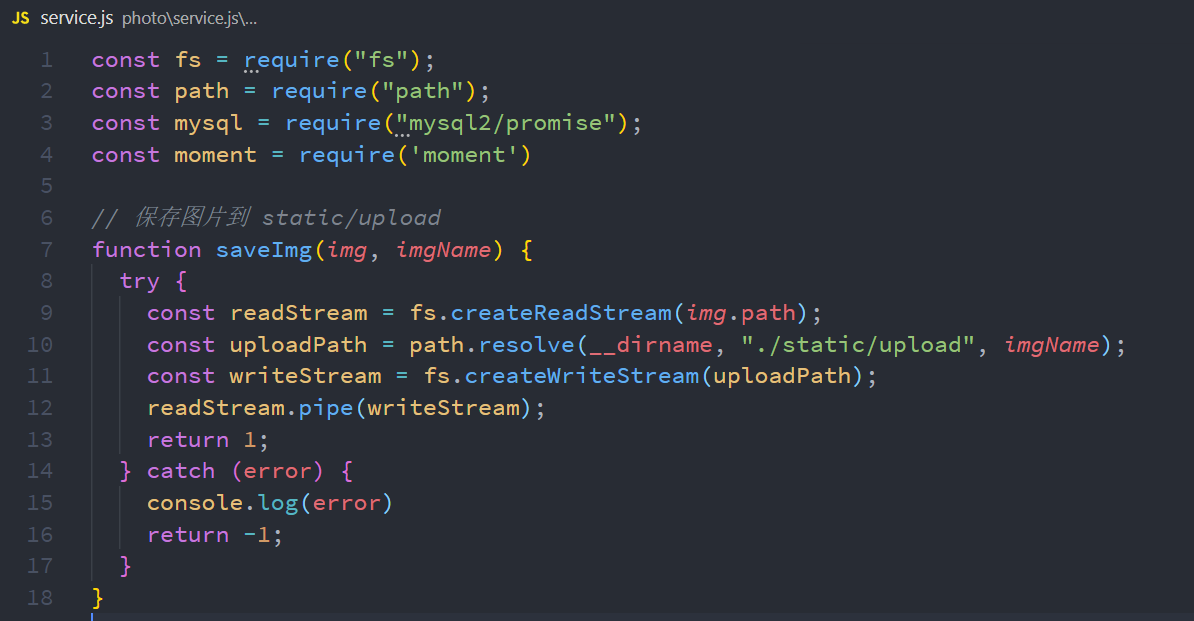 JS service.js photo\service.js\...
1 const fs = require("fs");
2 const path = require("path");
3 const mysql = require("mysql2/promise");
4 const moment = require('moment')
5
6 // 保存图片到 static/upload
7 function saveImg(img, imgName) {
8 try {
9 const readStream = fs.createReadStream(img.path);
10 const uploadPath = path.resolve(__dirname, "./static/upload", imgName);
11 const writeStream = fs.createWriteStream(uploadPath);
12 readStream.pipe(writeStream);
13 return 1;
14 } catch (error) {
15 console.log(error)
16 return -1;
17 }
18 }